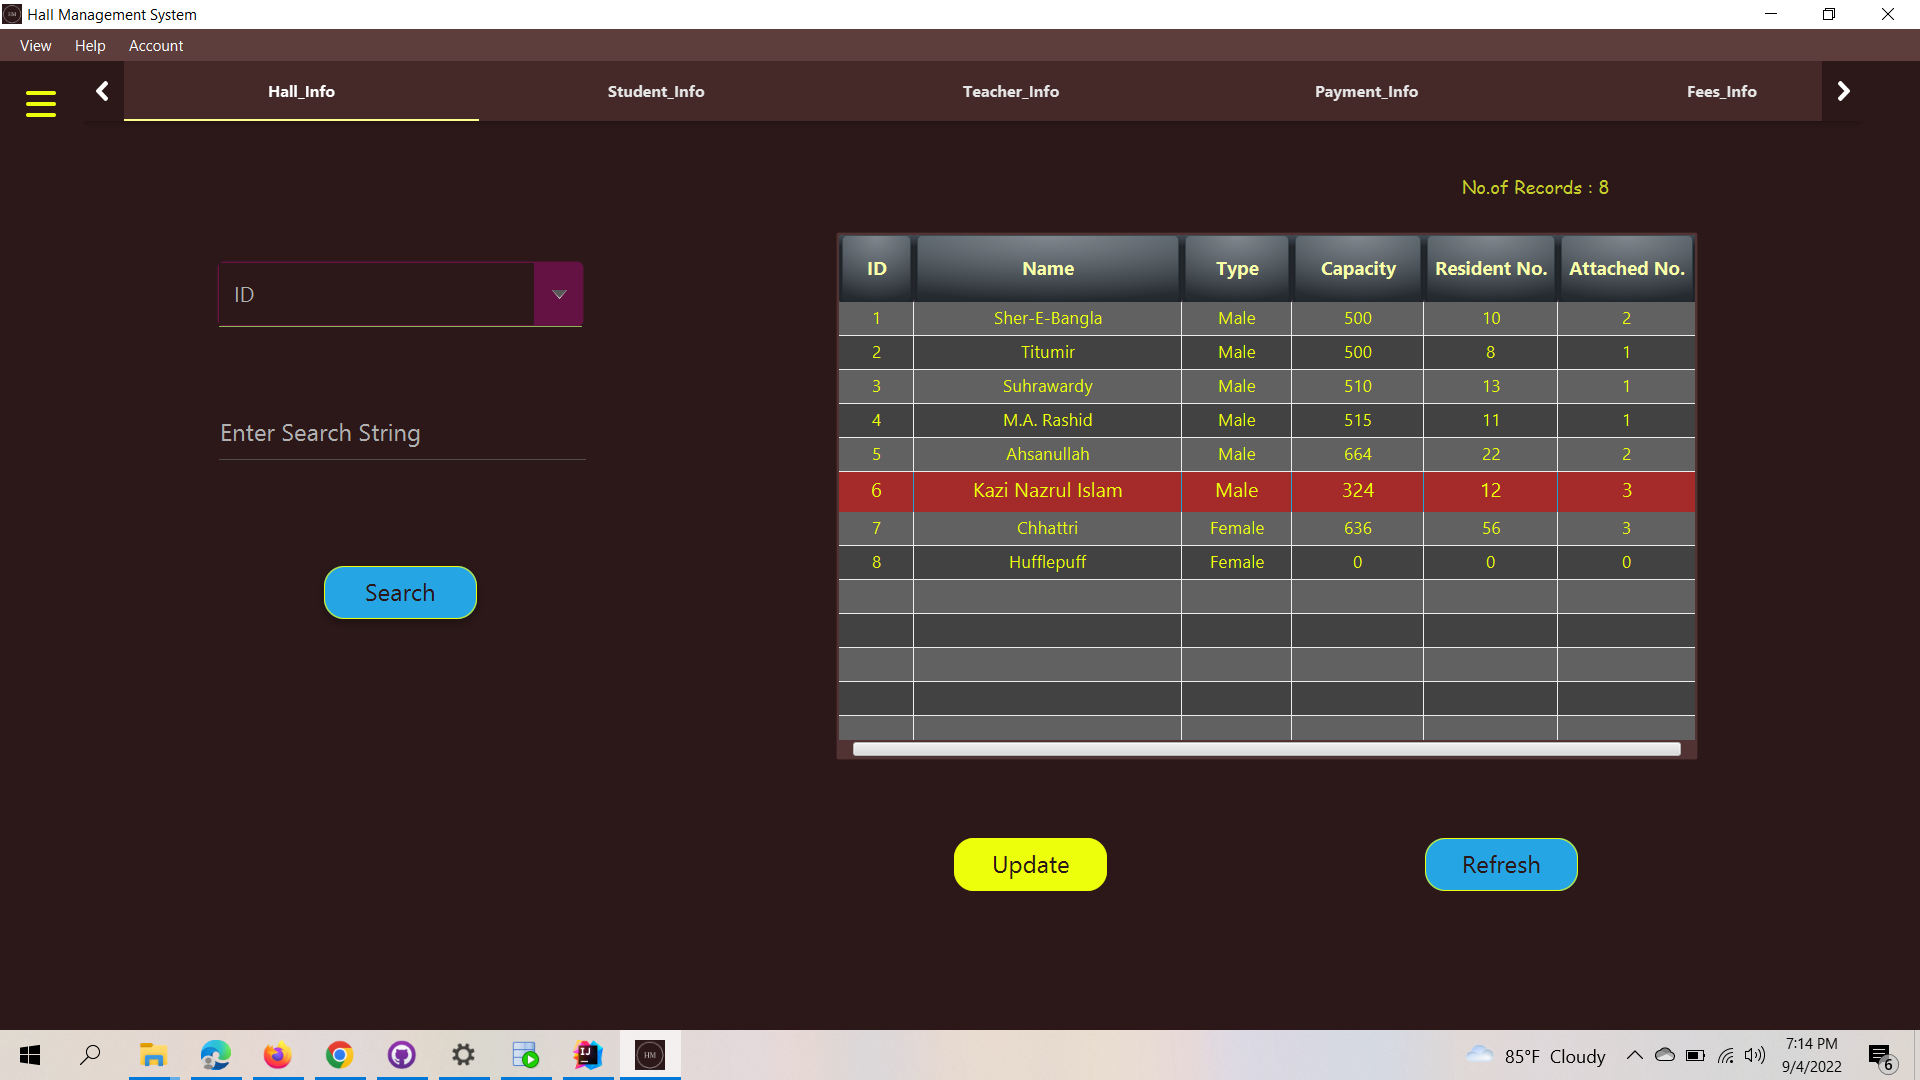 Hall Management System
View Help Account
Hall_Info Student_Info Teacher_Info Payment_Info Fees_Info
No.of Records : 8
ID
Enter Search String
Search
ID Name Type Capacity Resident No. Attached No.
1 Sher-E-Bangla Male 500 10 2
2 Titumir Male 500 8 1
3 Suhrawardy Male 510 13 1
4 M.A. Rashid Male 515 11 1
5 Ahsanullah Male 664 22 2
6 Kazi Nazrul Islam Male 324 12 3
7 Chhattri Female 636 56 3
8 Hufflepuff Female 0 0 0
Update Refresh
IJ HM 85°F Cloudy 7:14 PM
9/4/2022 6